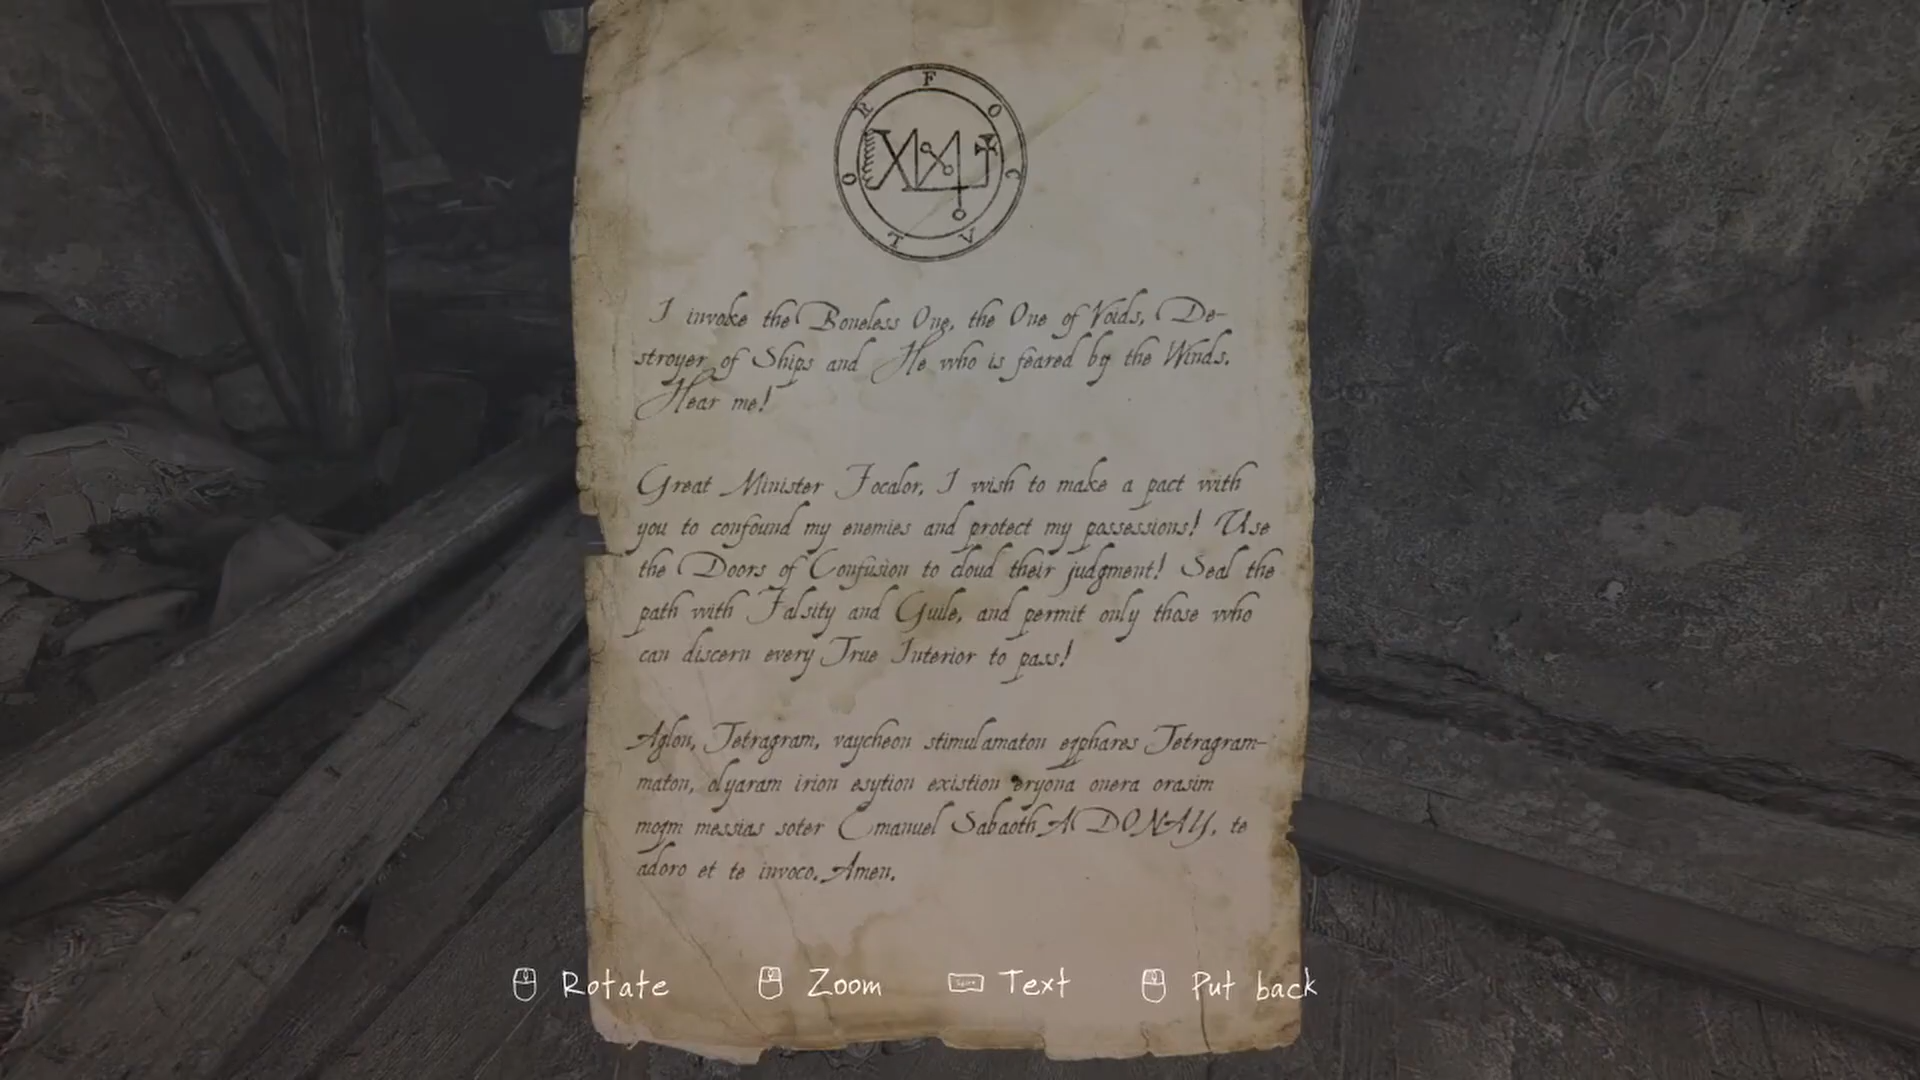 F O C V T O R
I invoke the Boneless One, the One of Voids, De-
stroyer of Ships and He who is feared by the Winds.
Hear me!
Great Minister Focalor, I wish to make a pact with
you to confound my enemies and protect my possessions! Use
the Doors of Confusion to cloud their judgment! Seal the
path with Falsity and Guile, and permit only those who
can discern every True Interior to pass!
Aglon, Tetragram, vaycheon stimulamaton ezphares Tetragram-
maton, olyaram irion esytion existion eryona onera orasim
mozm messias soter Emanuel Sabaoth ADONAY, te
adoro et te invoco. Amen.
Rotate Zoom Text Put back